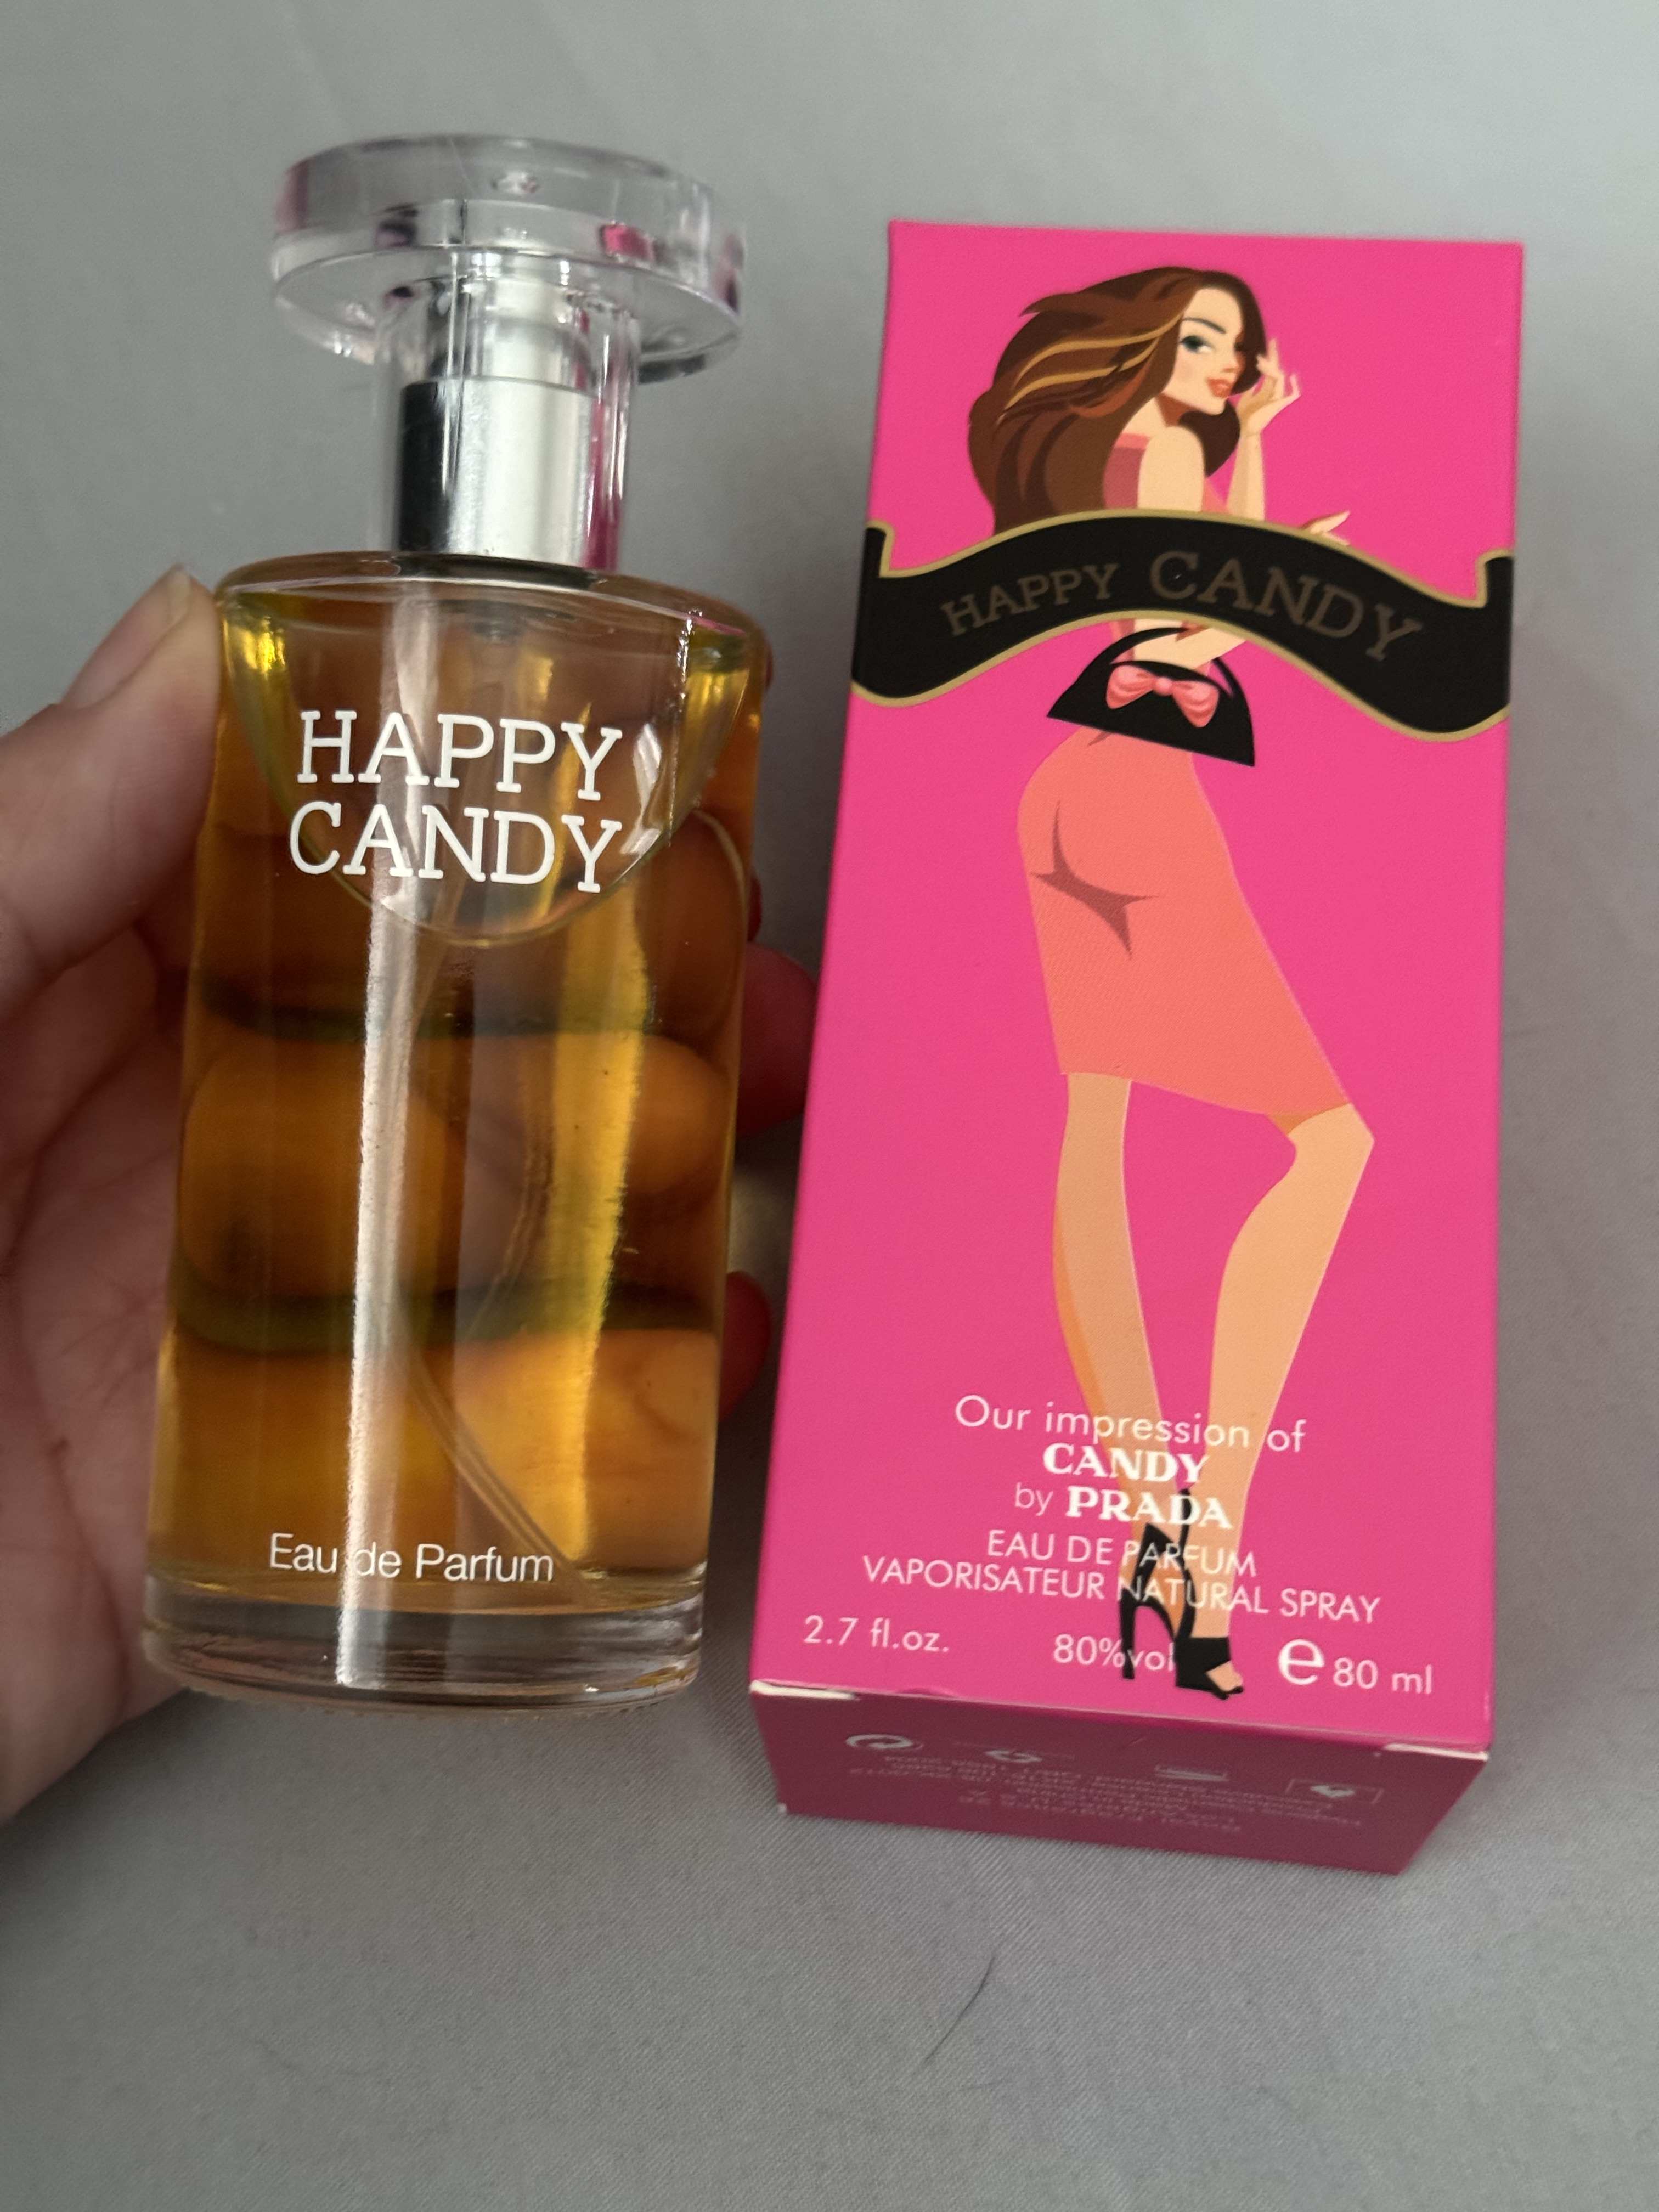 HAPPY
CANDY
Eau de Parfum
HAPPY CANDY
Our impression of
CANDY
by PRADA
EAU DE PARFUM
VAPORISATEUR NATURAL SPRAY
2.7 fl.oz. 80%vol e 80 ml